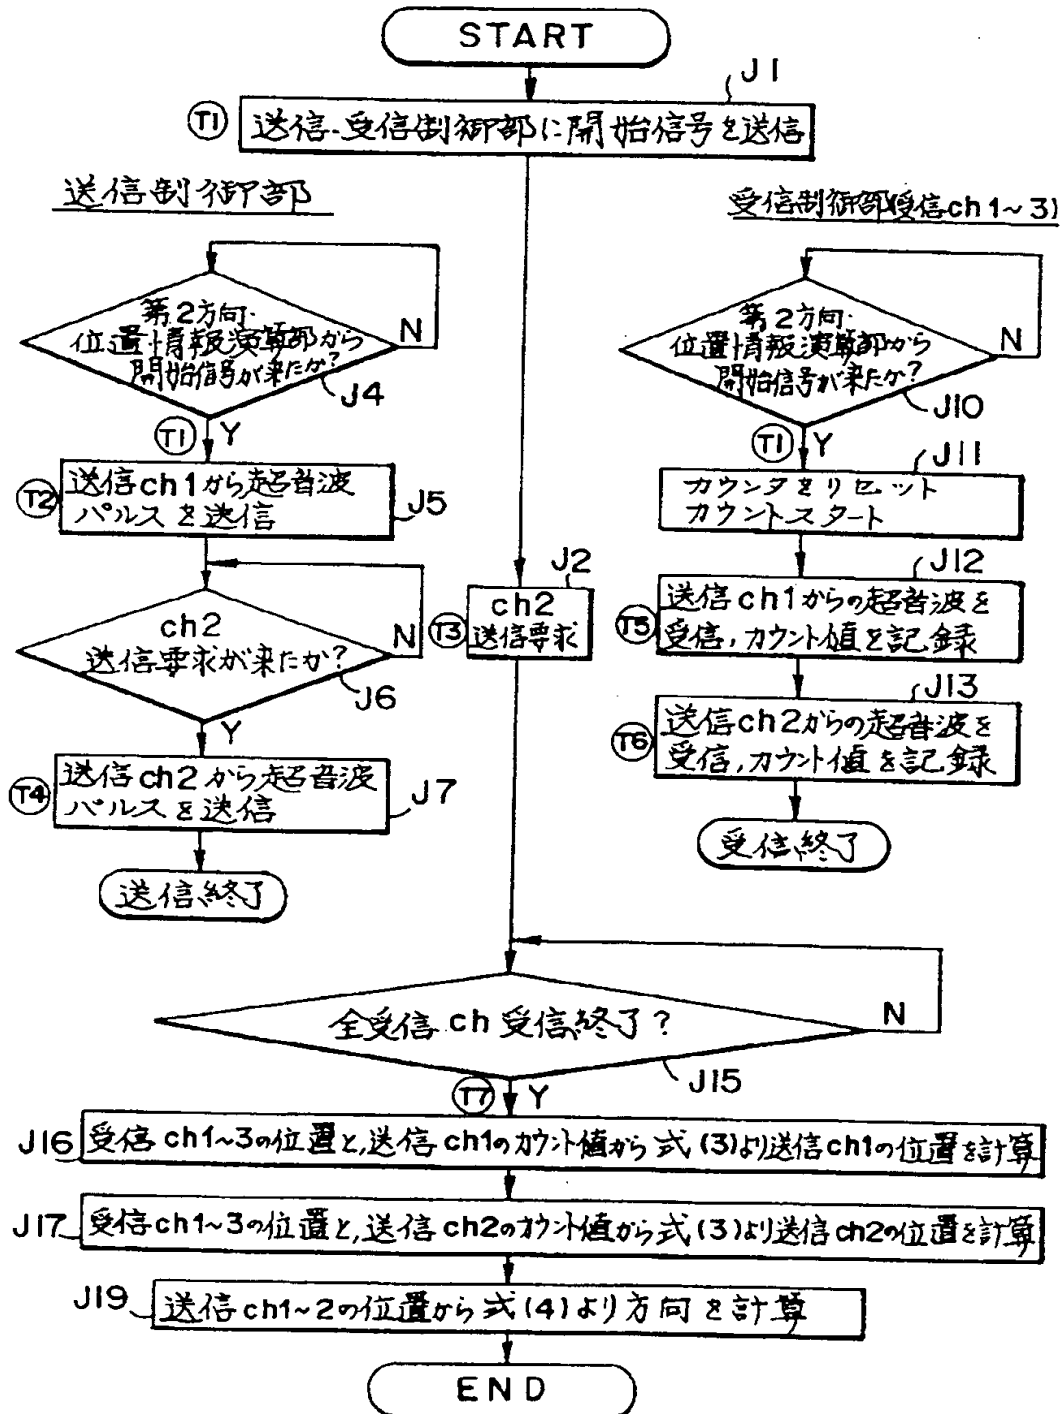 START
J1
T1
送信・受信制御部に開始信号を送信
送信制御部
受信制御部(受信ch1~3)
第2方向・
位置情報演算部から
開始信号が来たか?
N
J4
T1
Y
T2
送信ch1から超音波
パルスを送信
J5
ch2
送信要求が来たか?
N
J6
Y
T4
送信ch2から超音波
パルスを送信
J7
送信終了
J2
T3
ch2
送信要求
第2方向・
位置情報演算部から
開始信号が来たか?
N
J10
T1
Y
J11
カウンタをリセット
カウントスタート
J12
T5
送信ch1からの超音波を
受信,カウント値を記録
J13
T6
送信ch2からの超音波を
受信,カウント値を記録
受信終了
全受信ch受信終了?
N
J15
T7
Y
J16
受信ch1~3の位置と,送信ch1のカウント値から式(3)より送信ch1の位置を計算
J17
受信ch1~3の位置と,送信ch2のカウント値から式(3)より送信ch2の位置を計算
J19
送信ch1~2の位置から式(4)より方向を計算
END